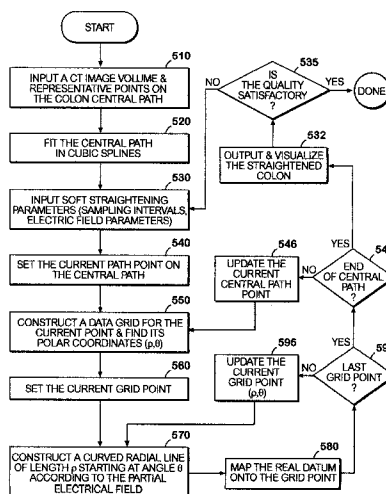 START
510
INPUT A CT IMAGE VOLUME &
REPRESENTATIVE POINTS ON
THE COLON CENTRAL PATH
520
FIT THE CENTRAL PATH
IN CUBIC SPLINES
530
INPUT SOFT STRAIGHTENING
PARAMETERS (SAMPLING INTERVALS,
ELECTRIC FIELD PARAMETERS)
540
SET THE CURRENT PATH POINT ON
THE CENTRAL PATH
550
CONSTRUCT A DATA GRID FOR THE
CURRENT POINT & FIND ITS
POLAR COORDINATES (ρ,θ)
560
SET THE CURRENT GRID POINT
570
CONSTRUCT A CURVED RADIAL LINE
OF LENGTH ρ STARTING AT ANGLE θ
ACCORDING TO THE PARTIAL
ELECTRICAL FIELD
580
MAP THE REAL DATUM
ONTO THE GRID POINT
LAST
GRID POINT
?
NO
YES
596
UPDATE THE
CURRENT GRID
POINT (ρ,θ)
END
OF CENTRAL
PATH
?
NO
YES
546
UPDATE THE
CURRENT
CENTRAL PATH
POINT
532
OUTPUT & VISUALIZE
THE STRAIGHTENED
COLON
535
IS
THE QUALITY
SATISFACTORY
?
NO
YES
DONE